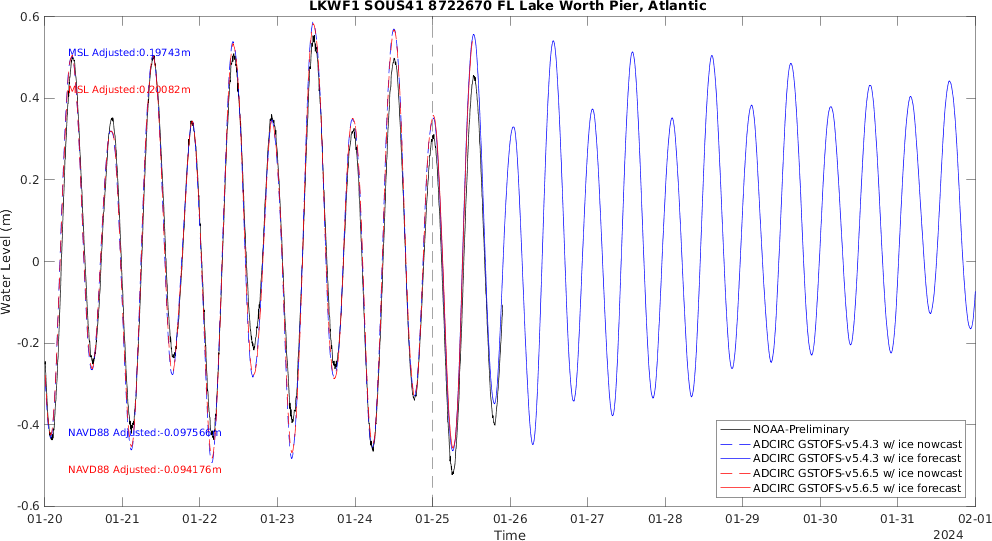 LKWF1 SOUS41 8722670 FL Lake Worth Pier, Atlantic
0.6
0.4
0.2
0
-0.2
-0.4
-0.6
Water Level (m)
MSL Adjusted:0.19743m
MSL Adjusted:0.20082m
NAVD88 Adjusted:-0.097566m
NAVD88 Adjusted:-0.094176m
NOAA-Preliminary
ADCIRC GSTOFS-v5.4.3 w/ ice nowcast
ADCIRC GSTOFS-v5.4.3 w/ ice forecast
ADCIRC GSTOFS-v5.6.5 w/ ice nowcast
ADCIRC GSTOFS-v5.6.5 w/ ice forecast
01-20 01-21 01-22 01-23 01-24 01-25 01-26 01-27 01-28 01-29 01-30 01-31 02-01
Time
2024